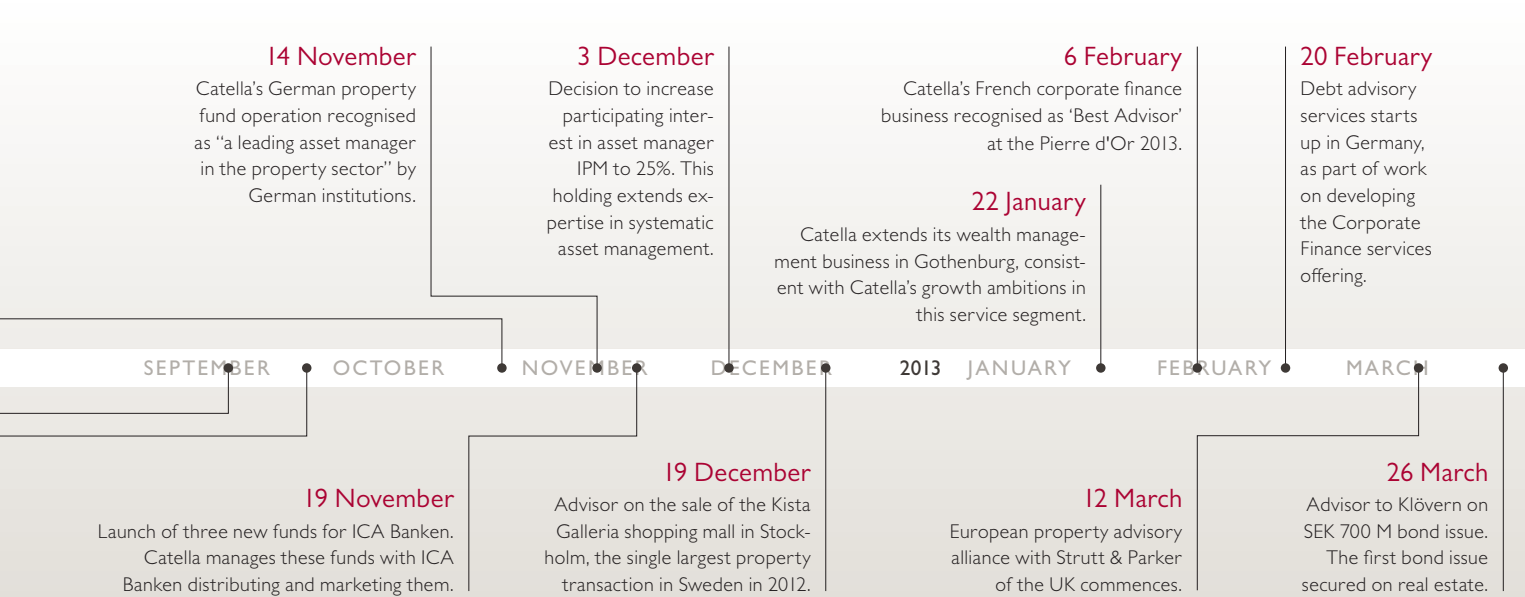 14 November
Catella's German property
fund operation recognised
as “a leading asset manager
in the property sector” by
German institutions.
3 December
Decision to increase
participating inter-
est in asset manager
IPM to 25%. This
holding extends ex-
pertise in systematic
asset management.
6 February
Catella's French corporate finance
business recognised as ‘Best Advisor’
at the Pierre d'Or 2013.
22 January
Catella extends its wealth manage-
ment business in Gothenburg, consist-
ent with Catella's growth ambitions in
this service segment.
20 February
Debt advisory
services starts
up in Germany,
as part of work
on developing
the Corporate
Finance services
offering.
SEPTEMBER OCTOBER NOVEMBER DECEMBER 2013 JANUARY FEBRUARY MARCH
19 November
Launch of three new funds for ICA Banken.
Catella manages these funds with ICA
Banken distributing and marketing them.
19 December
Advisor on the sale of the Kista
Galleria shopping mall in Stock-
holm, the single largest property
transaction in Sweden in 2012.
12 March
European property advisory
alliance with Strutt & Parker
of the UK commences.
26 March
Advisor to Klövern on
SEK 700 M bond issue.
The first bond issue
secured on real estate.